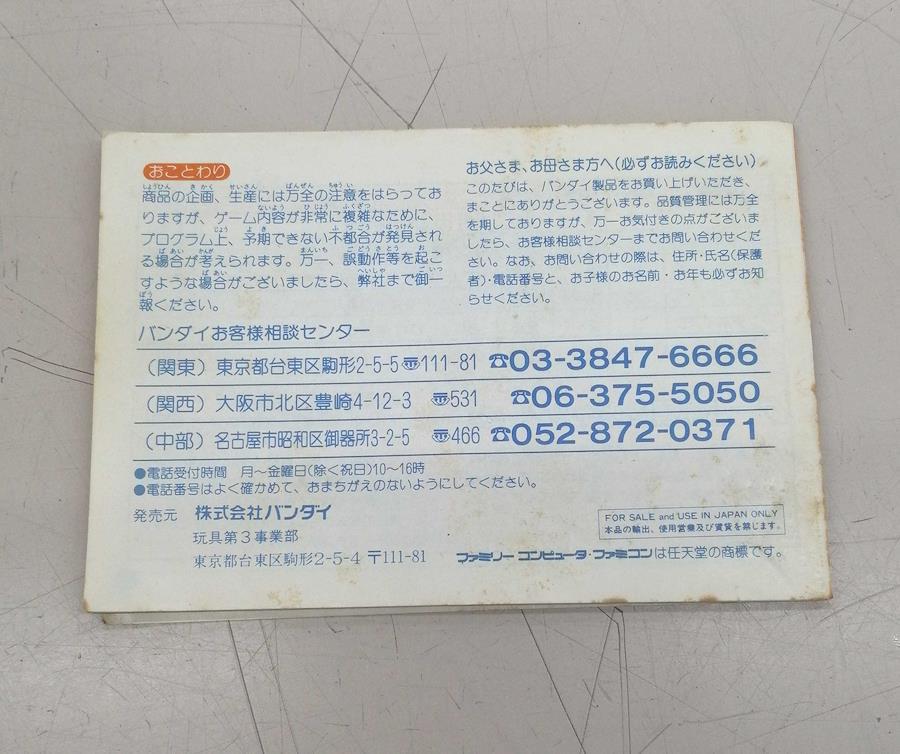 おことわり
商品の企画、生産には万全の注意をはらってお
りますが、ゲーム内容が非常に複雑なために、
プログラム上、予期できない不都合が発見され
る場合が考えられます。万一、誤動作等を起こ
すような場合がございましたら、弊社まで御一
報ください。
お父さま、お母さま方へ(必ずお読みください)
このたびは、バンダイ製品をお買い上げいただき、
まことにありがとうございます。品質管理には万全
を期しておりますが、万一お気付きの点がございま
したら、お客様相談センターまでお問い合わせくだ
さい。なお、お問い合わせの際は、住所・氏名(保護
者)・電話番号と、お子様のお名前・お年も必ずお知
らせください。
バンダイお客様相談センター
(関東) 東京都台東区駒形2-5-5〠111-81 ☎03-3847-6666
(関西) 大阪市北区豊崎4-12-3 〠531 ☎06-375-5050
(中部) 名古屋市昭和区御器所3-2-5 〠466 ☎052-872-0371
●電話受付時間 月〜金曜日(除く祝日)10〜16時
●電話番号はよく確かめて、おまちがえのないようにしてください。
発売元 株式会社バンダイ
玩具第3事業部
東京都台東区駒形2-5-4 〒111-81
FOR SALE and USE IN JAPAN ONLY
本品の輸出、使用営業及び賃貸を禁じます。
ファミリーコンピュータ・ファミコンは任天堂の商標です。